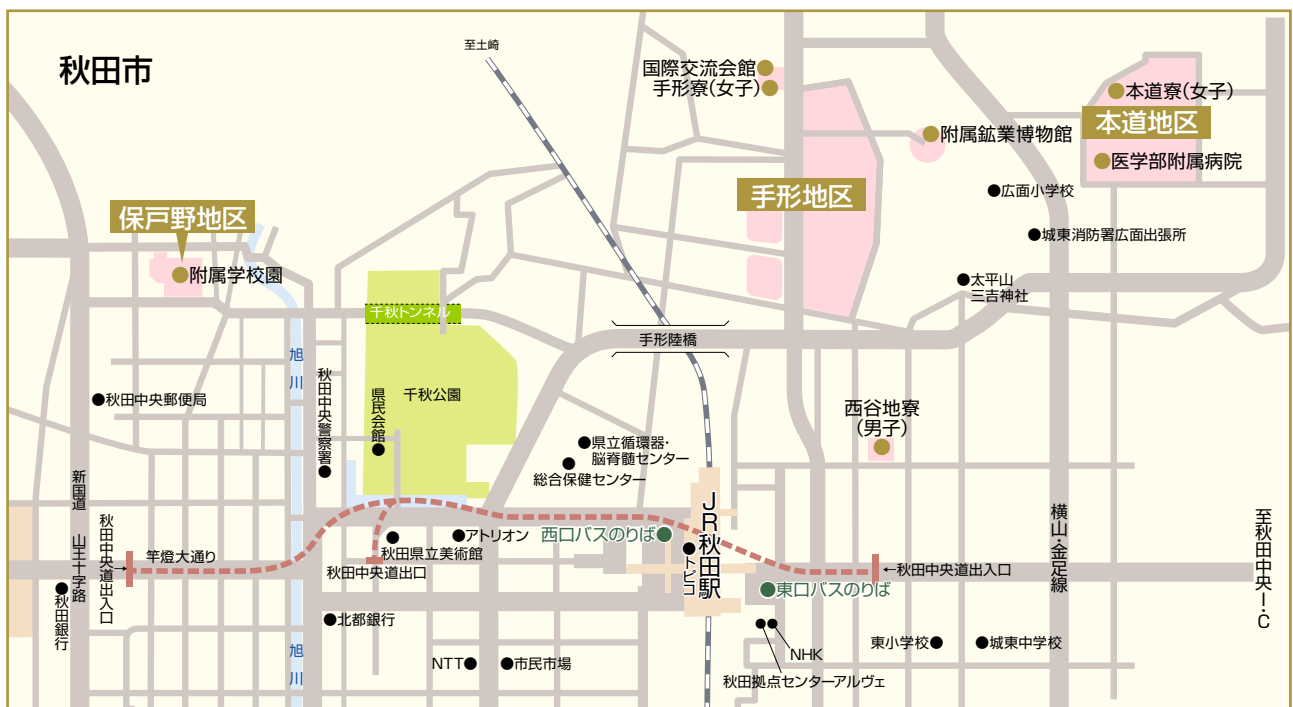 秋田市
至土崎
国際交流会館
手形寮(女子)
附属鉱業博物館
本道寮(女子)
本道地区
医学部附属病院
手形地区
広面小学校
城東消防署広面出張所
太平山
三吉神社
保戸野地区
附属学校園
千秋トンネル
手形陸橋
旭川
秋田中央郵便局
秋田中央警察署
県民会館
千秋公園
西谷地寮
(男子)
県立循環器・
脳脊髄センター
総合保健センター
新国道
山王十字路
秋田中央道出入口
→
竿燈大通り
秋田県立美術館
アトリオン
秋田中央道出口
西口バスのりば
JR秋田駅
トピコ
←秋田中央道出入口
東口バスのりば
横山・金足線
至秋田中央I・C
秋田銀行
北都銀行
NTT
市民市場
旭川
NHK
秋田拠点センターアルヴェ
東小学校
城東中学校